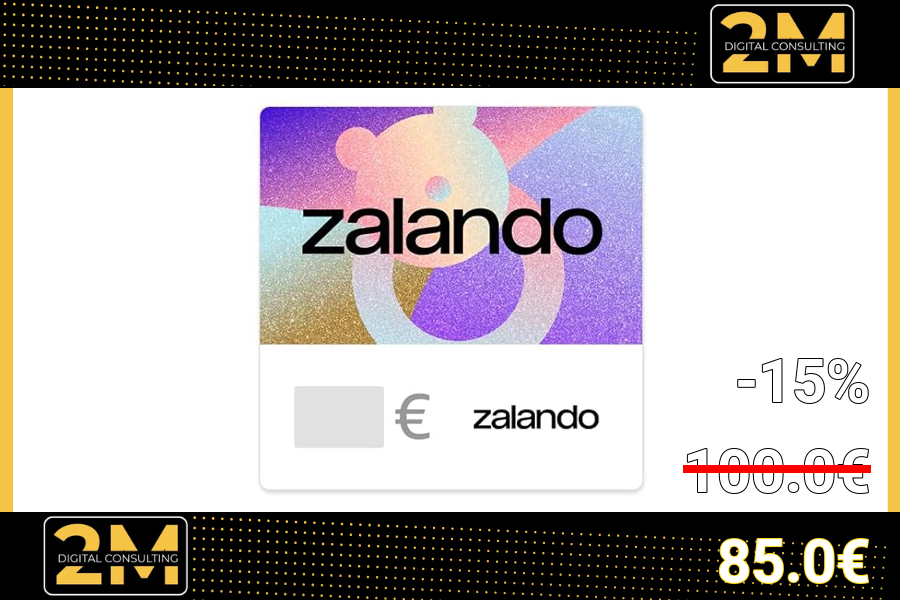 2M
DIGITAL CONSULTING
zalando
€
zalando
-15%
100.0€
2M
DIGITAL CONSULTING
85.0€